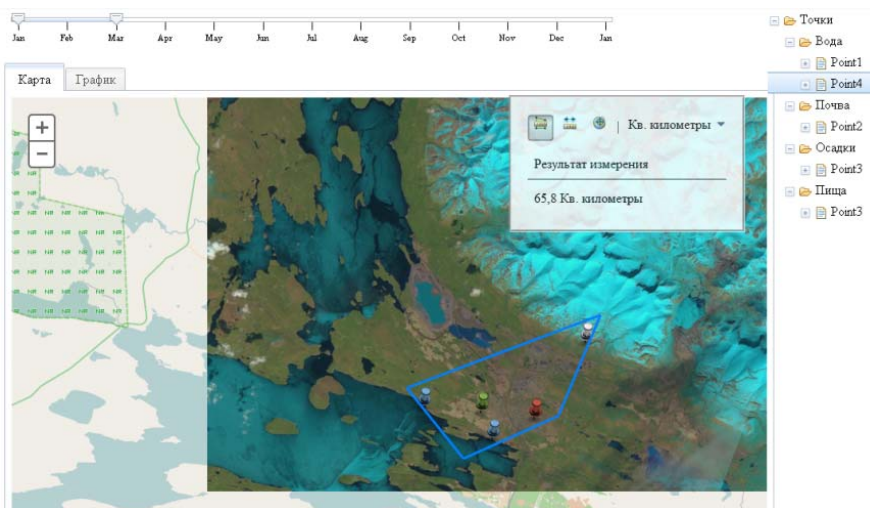 Jan Feb Mar Apr May Jun Jul Aug Sep Oct Nov Dec Jan
Карта График
+
−
Кв. километры
Результат измерения
65,8 Кв. километры
Точки
Вода
Point1
Point4
Почва
Point2
Осадки
Point3
Пища
Point3